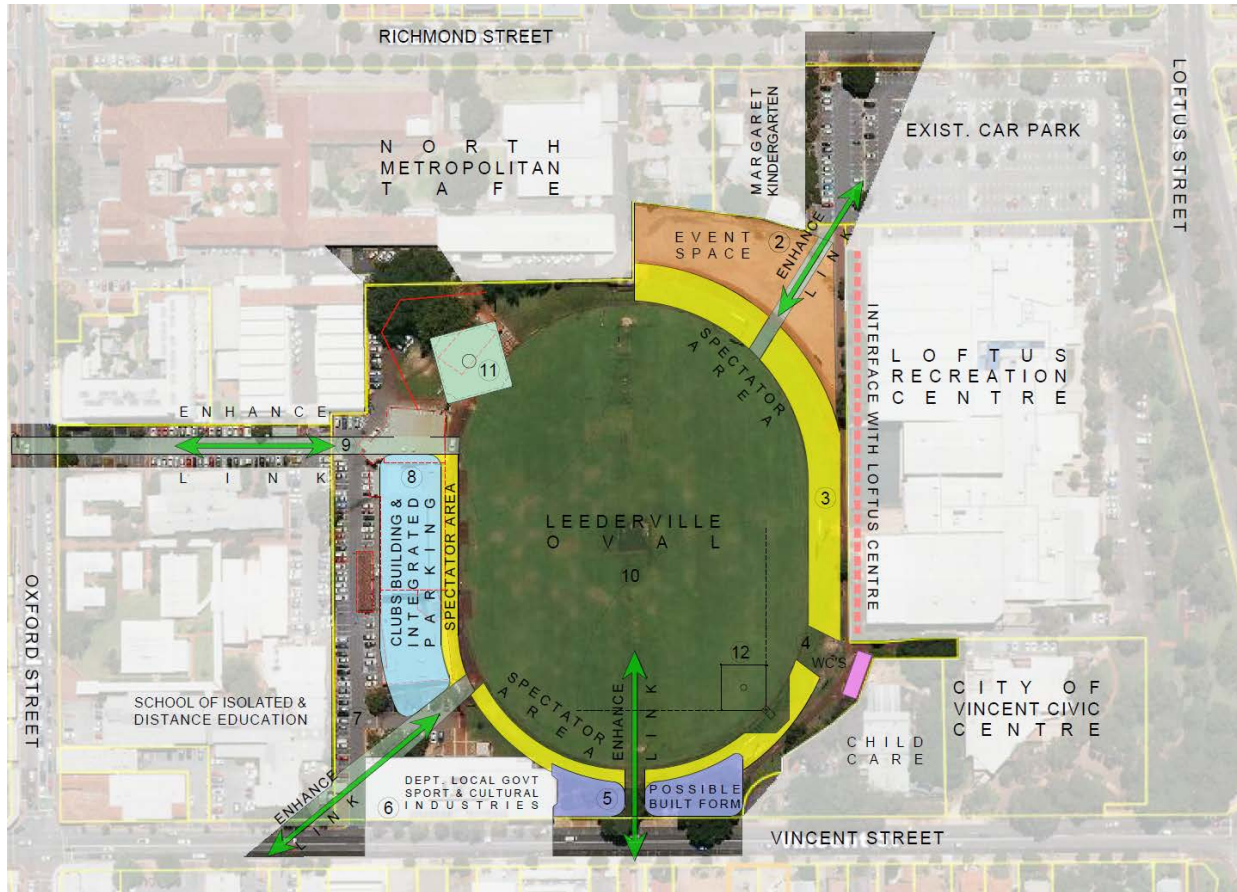 RICHMOND STREET
LOFTUS STREET
NORTH
METROPOLITAN
TAFE
MARGARET
KINDERGARTEN
EXIST. CAR PARK
EVENT
SPACE
2
ENHANCE
LINK
SPECTATOR
AREA
INTERFACE WITH LOFTUS CENTRE
LOFTUS
RECREATION
CENTRE
11
ENHANCE
LINK
9
8
CLUBS BUILDING &
INTEGRATED
PARKING
SPECTATOR AREA
3
LEEDERVILLE
OVAL
10
OXFORD STREET
SCHOOL OF ISOLATED &
DISTANCE EDUCATION
7
4
WC'S
12
CITY OF
VINCENT CIVIC
CENTRE
CHILD
CARE
SPECTATOR
AREA
ENHANCE
LINK
ENHANCE
LINK
6
DEPT. LOCAL GOVT
SPORT & CULTURAL
INDUSTRIES
5
POSSIBLE
BUILT FORM
VINCENT STREET